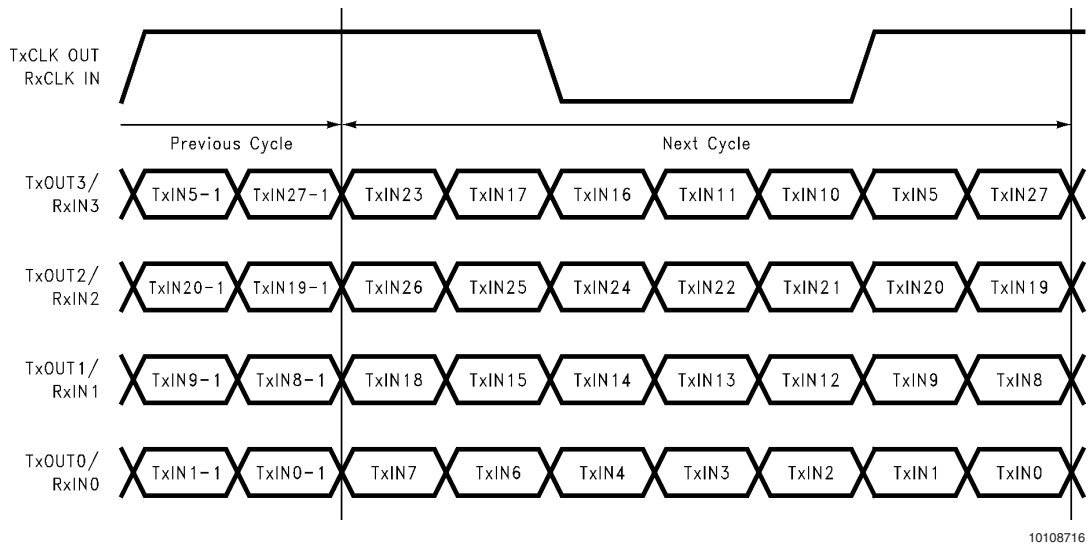 TxCLK OUT
RxCLK IN
Previous Cycle
Next Cycle
TxOUT3/
RxIN3
TxIN5-1 TxIN27-1 TxIN23 TxIN17 TxIN16 TxIN11 TxIN10 TxIN5 TxIN27
TxOUT2/
RxIN2
TxIN20-1 TxIN19-1 TxIN26 TxIN25 TxIN24 TxIN22 TxIN21 TxIN20 TxIN19
TxOUT1/
RxIN1
TxIN9-1 TxIN8-1 TxIN18 TxIN15 TxIN14 TxIN13 TxIN12 TxIN9 TxIN8
TxOUT0/
RxIN0
TxIN1-1 TxIN0-1 TxIN7 TxIN6 TxIN4 TxIN3 TxIN2 TxIN1 TxIN0
10108716